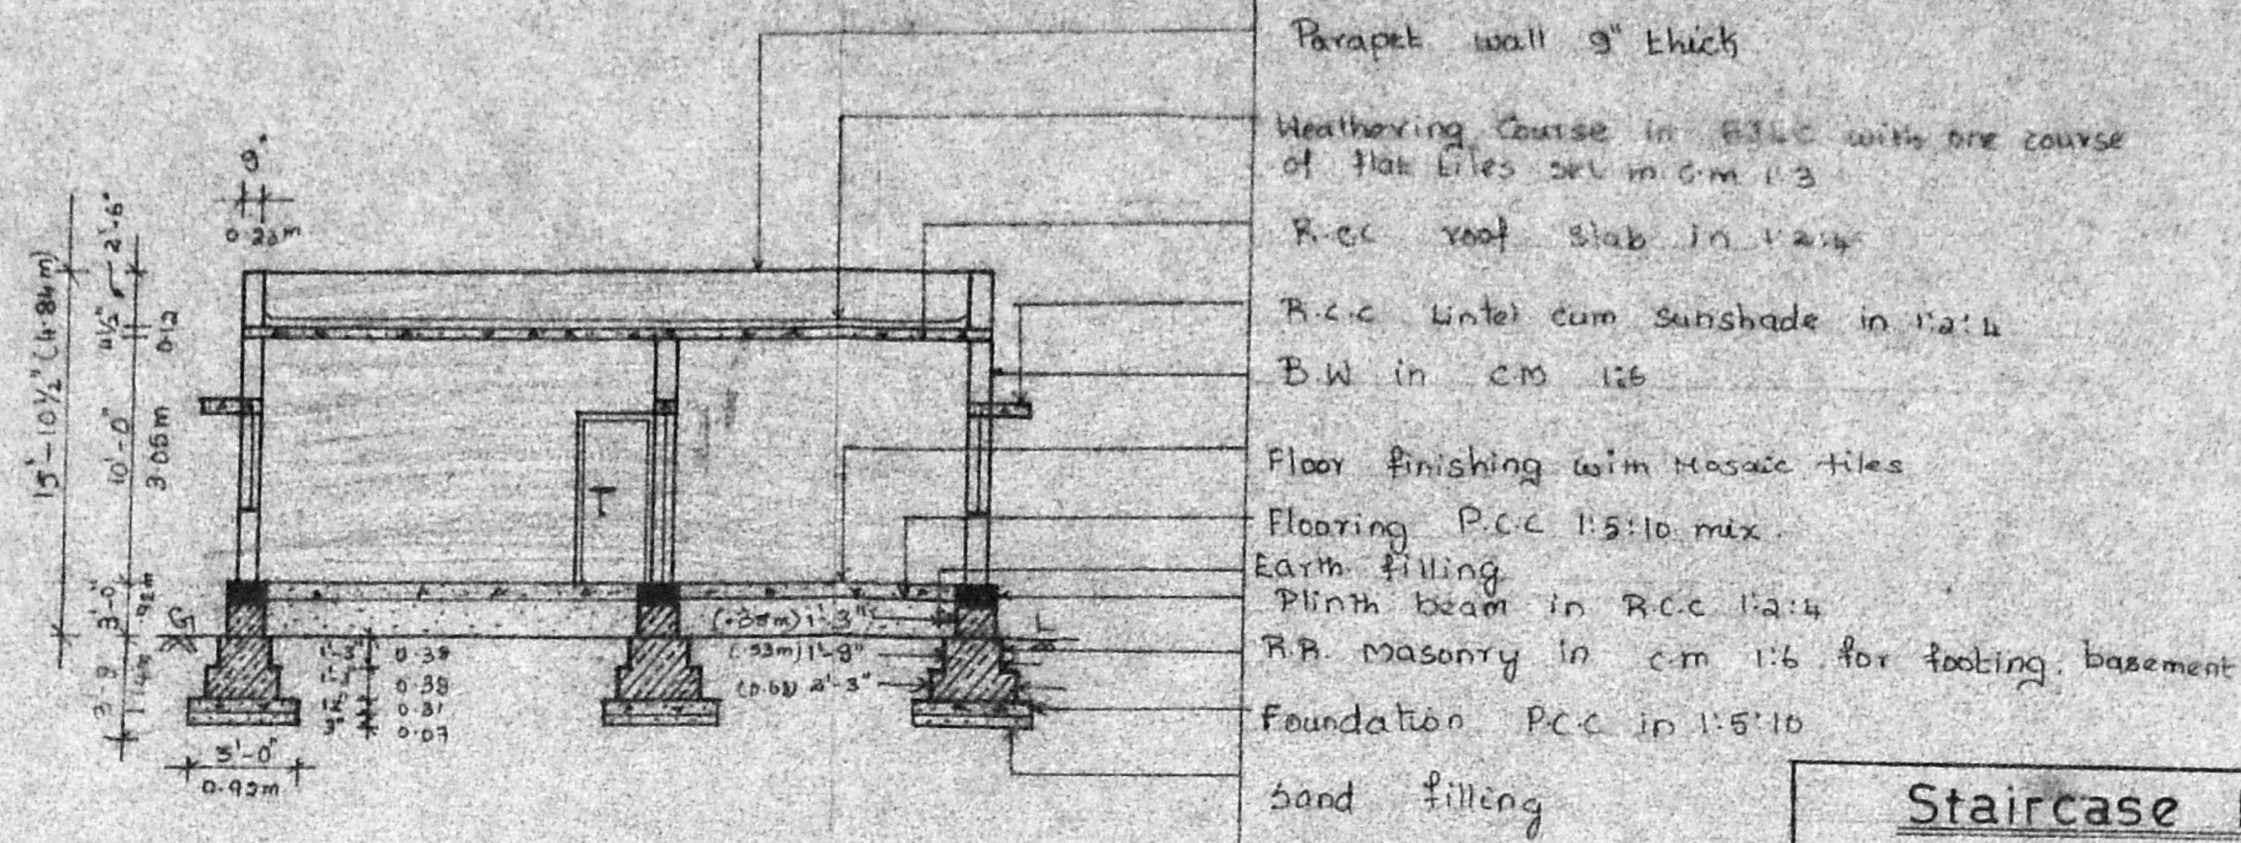 Parapet wall 9" thick
Weathering Course in with one course
of flat tiles set in C.m 1:3
R.C.C roof slab in 1:2:4
R.C.C Lintel cum sunshade in 1:2:4
B.W in C.M 1:6
Floor finishing with Mosaic tiles
Flooring P.C.C 1:5:10 mix.
Earth filling
Plinth beam in R.C.C 1:2:4
R.R. masonry in c.m 1:6 for footing, basement
Foundation P.C.C in 1:5:10
Sand filling
Staircase
9"
0.23m
15'-10½" (4.84m)
2'-6"
4½"
0.12
10'-0"
3.05m
3'-0"
.92m
3'-9
G
L
T
(.38m) 1'-3"
(.53m) 1'-9"
(0.68) 2'-3"
1'-3"
0.38
0.38
0.31
3"
0.07
3'-0"
0.92m